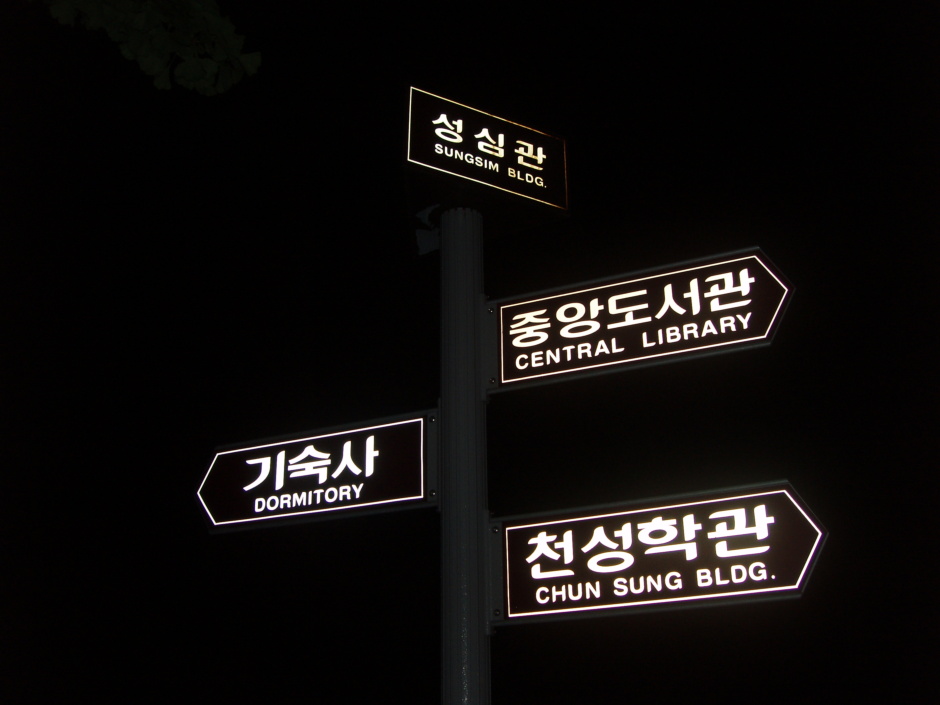 성심관
SUNGSIM BLDG.
중앙도서관
CENTRAL LIBRARY
기숙사
DORMITORY
천성학관
CHUN SUNG BLDG.